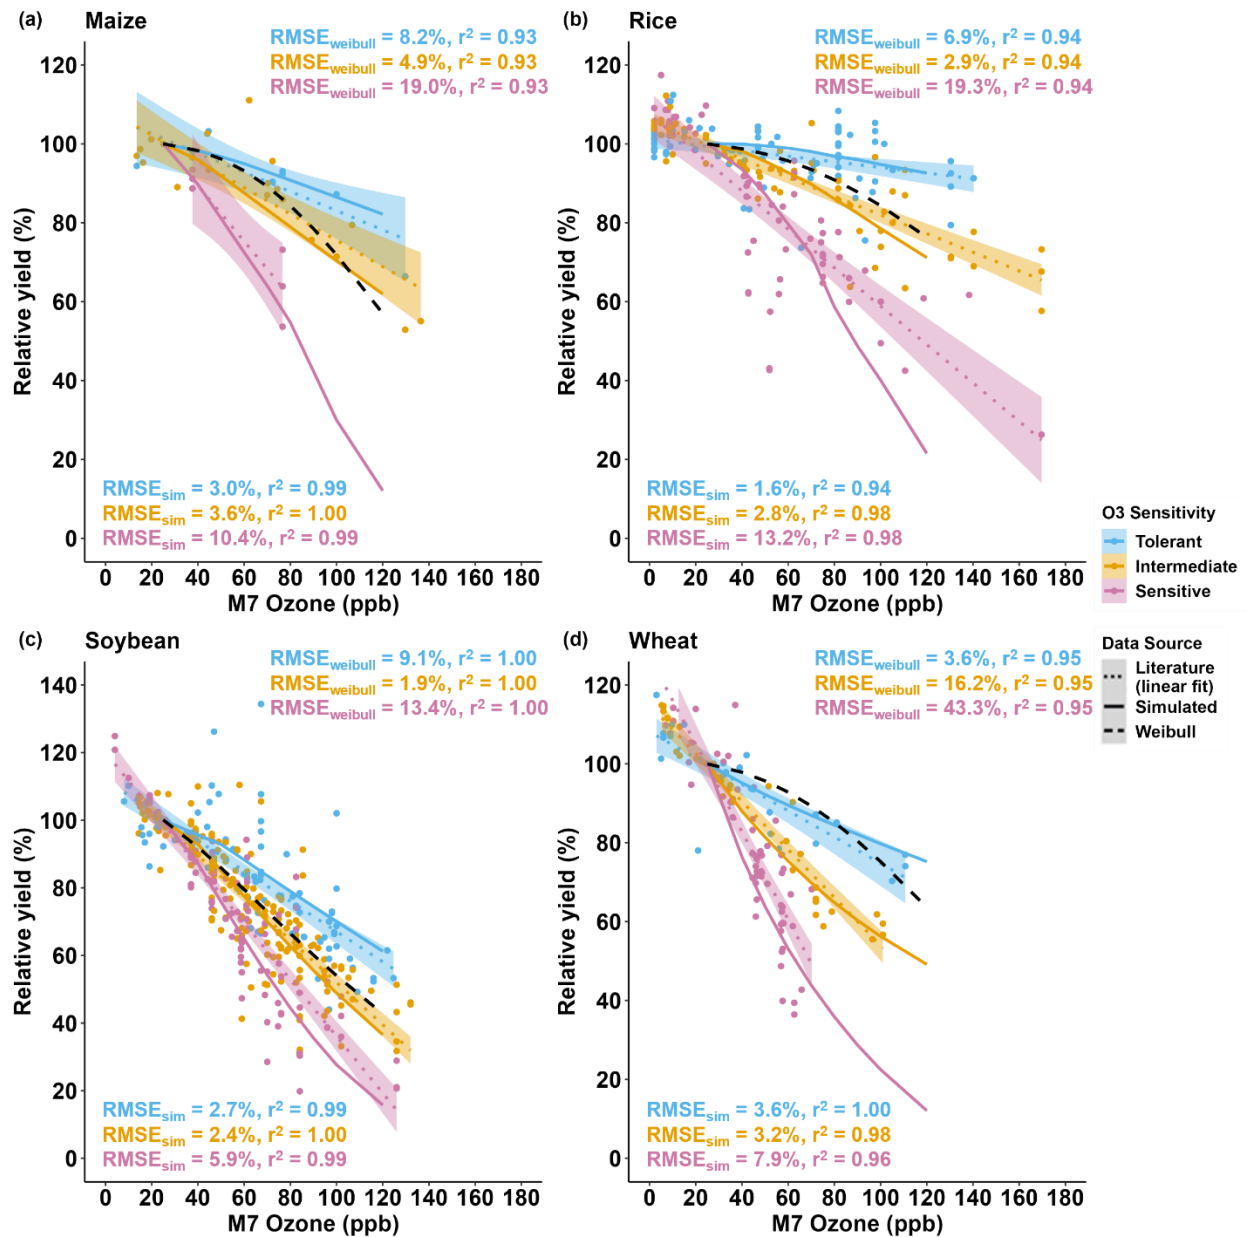 (a) Maize
RMSEweibull = 8.2%, r² = 0.93
RMSEweibull = 4.9%, r² = 0.93
RMSEweibull = 19.0%, r² = 0.93
120
100
80
60
40
20
0
Relative yield (%)
RMSEsim = 3.0%, r² = 0.99
RMSEsim = 3.6%, r² = 1.00
RMSEsim = 10.4%, r² = 0.99
0 20 40 60 80 100 120 140 160 180
M7 Ozone (ppb)
(b) Rice
RMSEweibull = 6.9%, r² = 0.94
RMSEweibull = 2.9%, r² = 0.94
RMSEweibull = 19.3%, r² = 0.94
120
100
80
60
40
20
0
Relative yield (%)
RMSEsim = 1.6%, r² = 0.94
RMSEsim = 2.8%, r² = 0.98
RMSEsim = 13.2%, r² = 0.98
0 20 40 60 80 100 120 140 160 180
M7 Ozone (ppb)
O3 Sensitivity
Tolerant
Intermediate
Sensitive
Data Source
Literature
(linear fit)
Simulated
Weibull
(c) Soybean
RMSEweibull = 9.1%, r² = 1.00
RMSEweibull = 1.9%, r² = 1.00
RMSEweibull = 13.4%, r² = 1.00
140
120
100
80
60
40
20
0
Relative yield (%)
RMSEsim = 2.7%, r² = 0.99
RMSEsim = 2.4%, r² = 1.00
RMSEsim = 5.9%, r² = 0.99
0 20 40 60 80 100 120 140 160 180
M7 Ozone (ppb)
(d) Wheat
RMSEweibull = 3.6%, r² = 0.95
RMSEweibull = 16.2%, r² = 0.95
RMSEweibull = 43.3%, r² = 0.95
120
100
80
60
40
20
0
Relative yield (%)
RMSEsim = 3.6%, r² = 1.00
RMSEsim = 3.2%, r² = 0.98
RMSEsim = 7.9%, r² = 0.96
0 20 40 60 80 100 120 140 160 180
M7 Ozone (ppb)